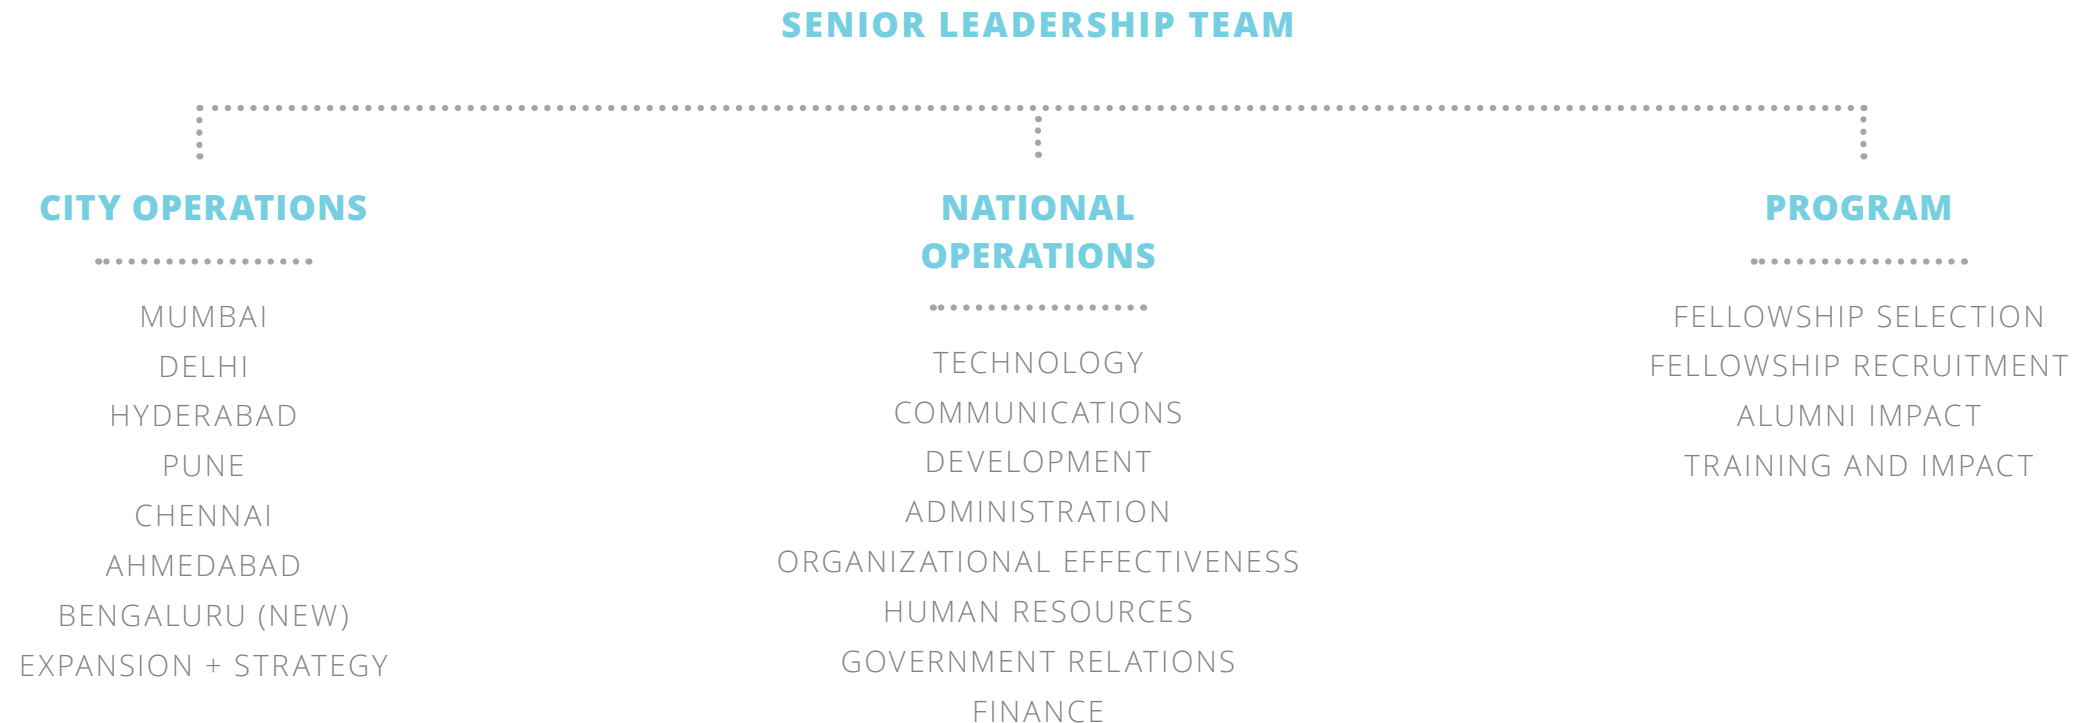 SENIOR LEADERSHIP TEAM
CITY OPERATIONS
MUMBAI
DELHI
HYDERABAD
PUNE
CHENNAI
AHMEDABAD
BENGALURU (NEW)
EXPANSION + STRATEGY
NATIONAL
OPERATIONS
TECHNOLOGY
COMMUNICATIONS
DEVELOPMENT
ADMINISTRATION
ORGANIZATIONAL EFFECTIVENESS
HUMAN RESOURCES
GOVERNMENT RELATIONS
FINANCE
PROGRAM
FELLOWSHIP SELECTION
FELLOWSHIP RECRUITMENT
ALUMNI IMPACT
TRAINING AND IMPACT